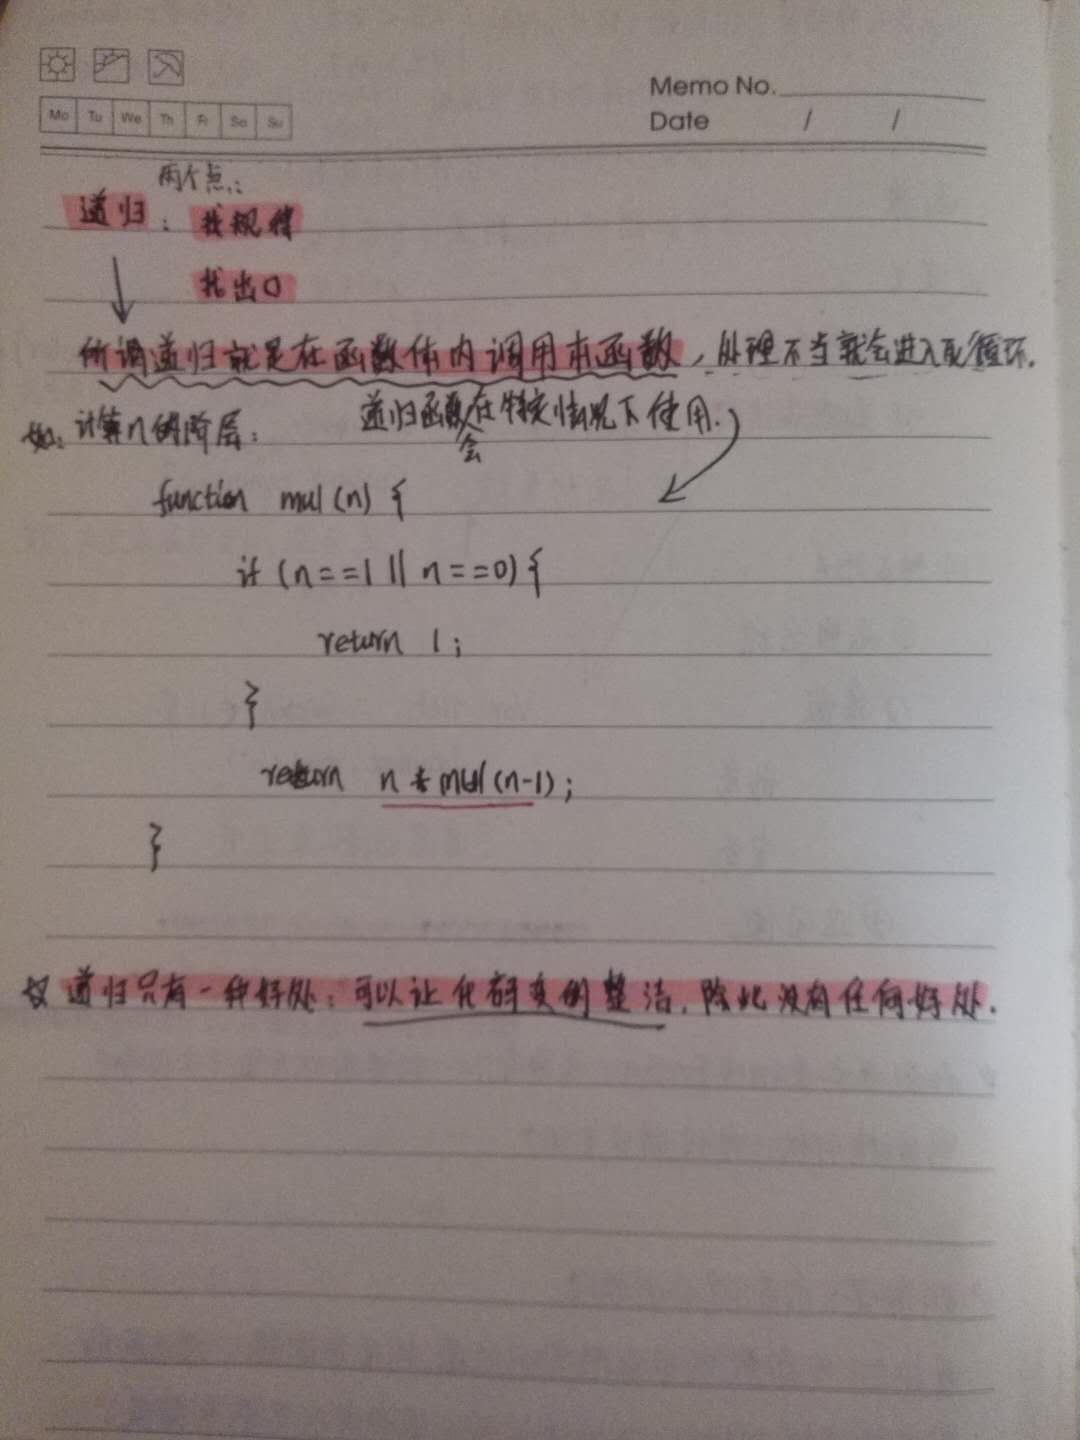 Memo No.
Mo Tu We Th Fr Sa Su
Date / /
两个点:
递归: 找规律
找出口
所谓递归就是在函数体内调用本函数,处理不当就会进入死循环.
递归函数会在特定情况下使用.
如: 计算n的阶层:
function mul (n) {
if (n==1 || n==0) {
return 1;
}
return n * mul (n-1);
}
递归只有一种好处: 可以让代码变的整洁, 除此没有任何好处.